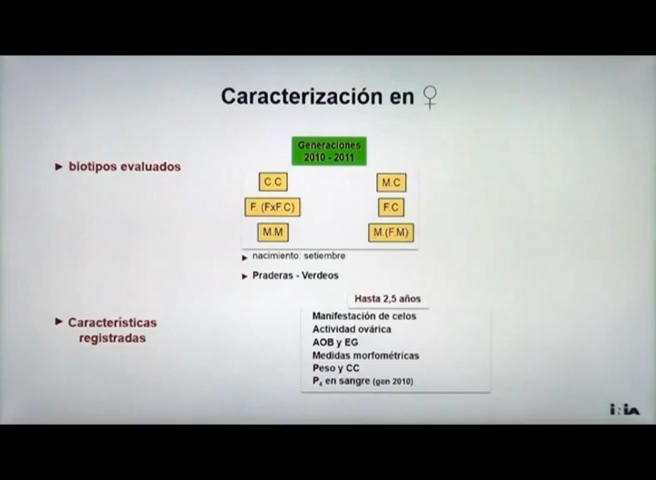 Caracterización en ♀
Generaciones
2010 - 2011
► biotipos evaluados
C.C
M.C
F. (FxF.C)
F.C
M.M
M.(F.M)
► nacimiento: setiembre
► Praderas - Verdeos
Hasta 2,5 años
► Características
registradas
Manifestación de celos
Actividad ovárica
AOB y EG
Medidas morfométricas
Peso y CC
P₄ en sangre (gen 2010)
inia